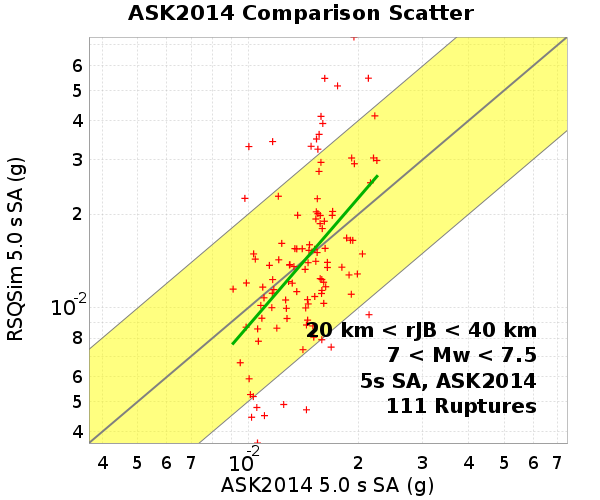 ASK2014 Comparison Scatter
RSQSim 5.0 s SA (g)
6
5
4
3
2
10-2
8
6
5
4
20 km < rJB < 40 km
7 < Mw < 7.5
5s SA, ASK2014
111 Ruptures
4 5 6 7 10-2 2 3 4 5 6 7
ASK2014 5.0 s SA (g)